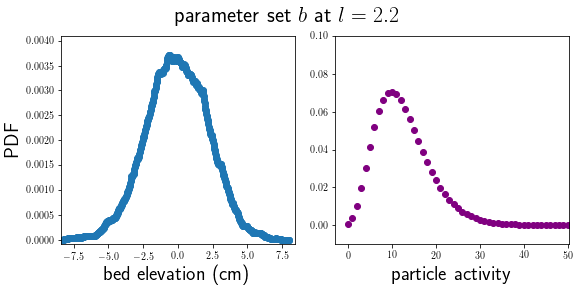 parameter set b at l = 2.2
PDF
0.0040
0.0035
0.0030
0.0025
0.0020
0.0015
0.0010
0.0005
0.0000
−7.5 −5.0 −2.5 0.0 2.5 5.0 7.5
bed elevation (cm)
0.10
0.08
0.06
0.04
0.02
0.00
0 10 20 30 40 50
particle activity